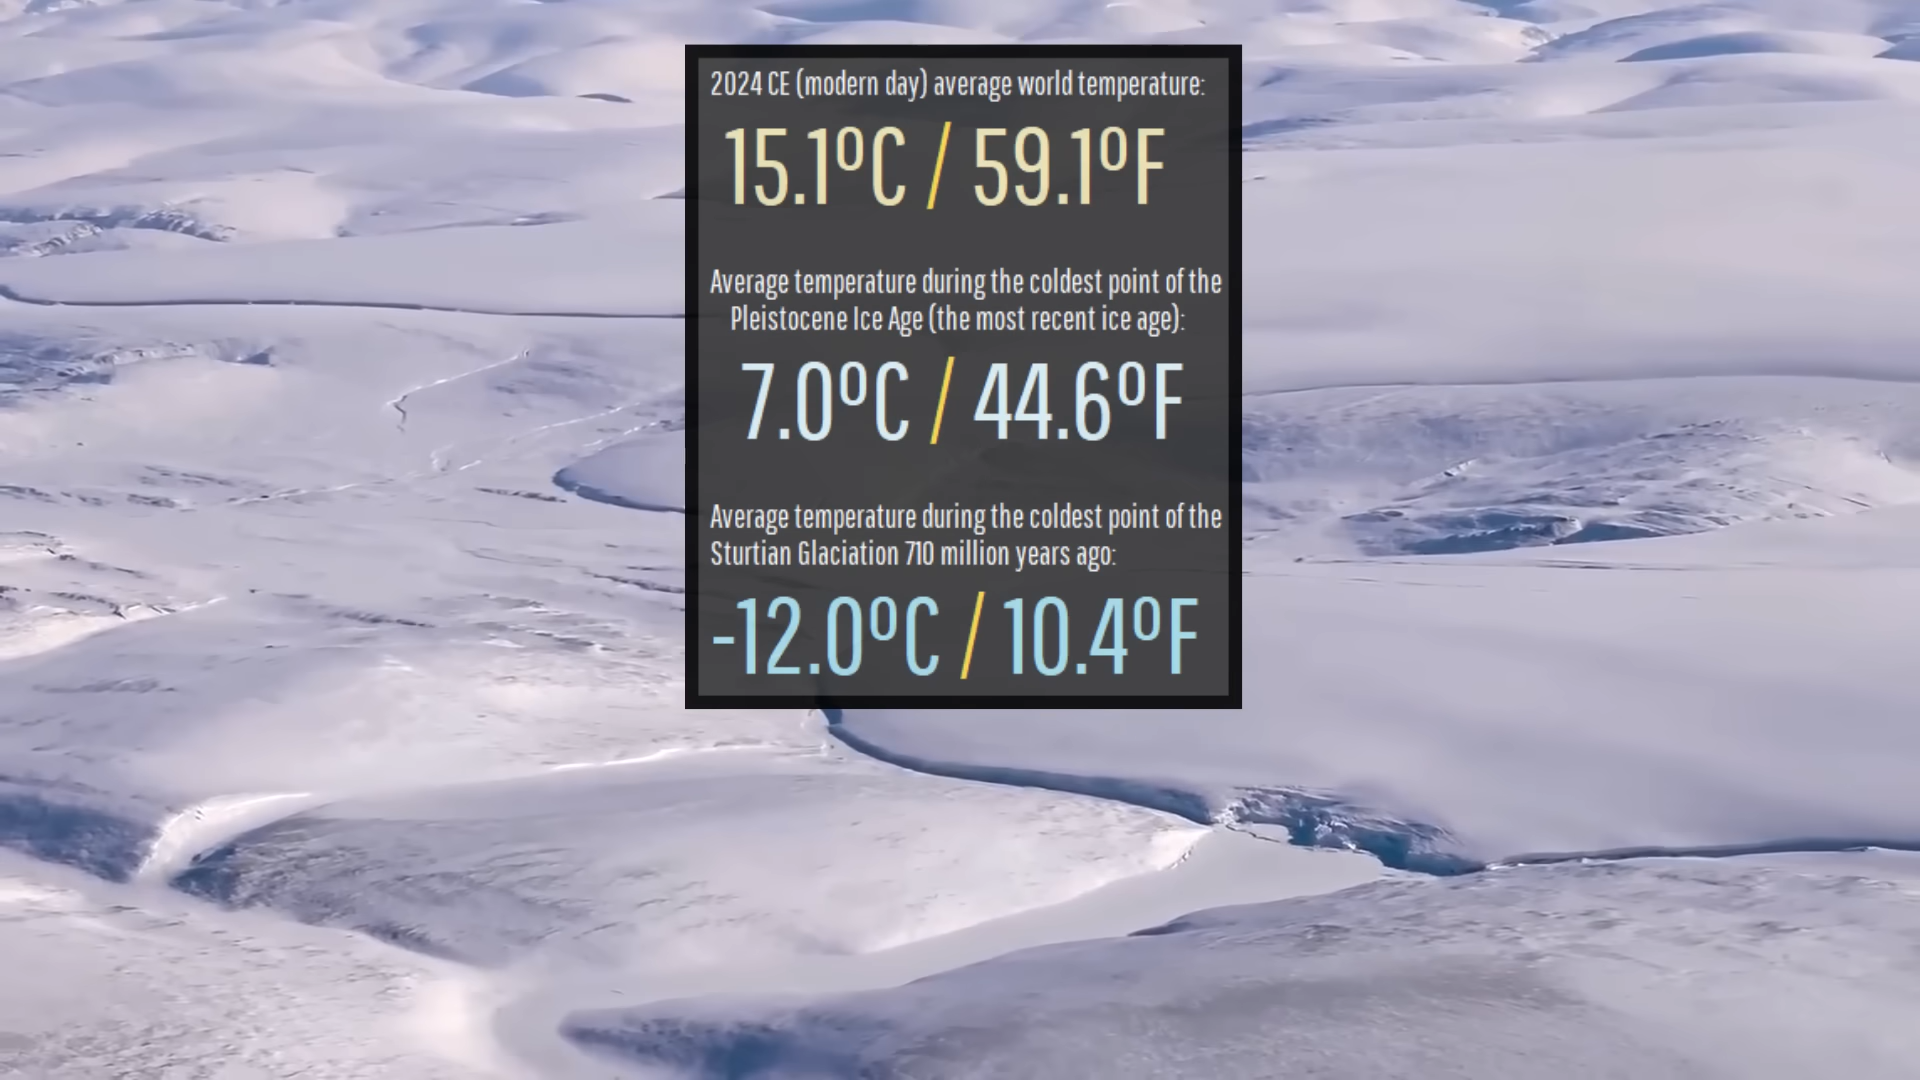 2024 CE (modern day) average world temperature:
15.1ºC / 59.1ºF
Average temperature during the coldest point of the
Pleistocene Ice Age (the most recent ice age):
7.0ºC / 44.6ºF
Average temperature during the coldest point of the
Sturtian Glaciation 710 million years ago:
-12.0ºC / 10.4ºF